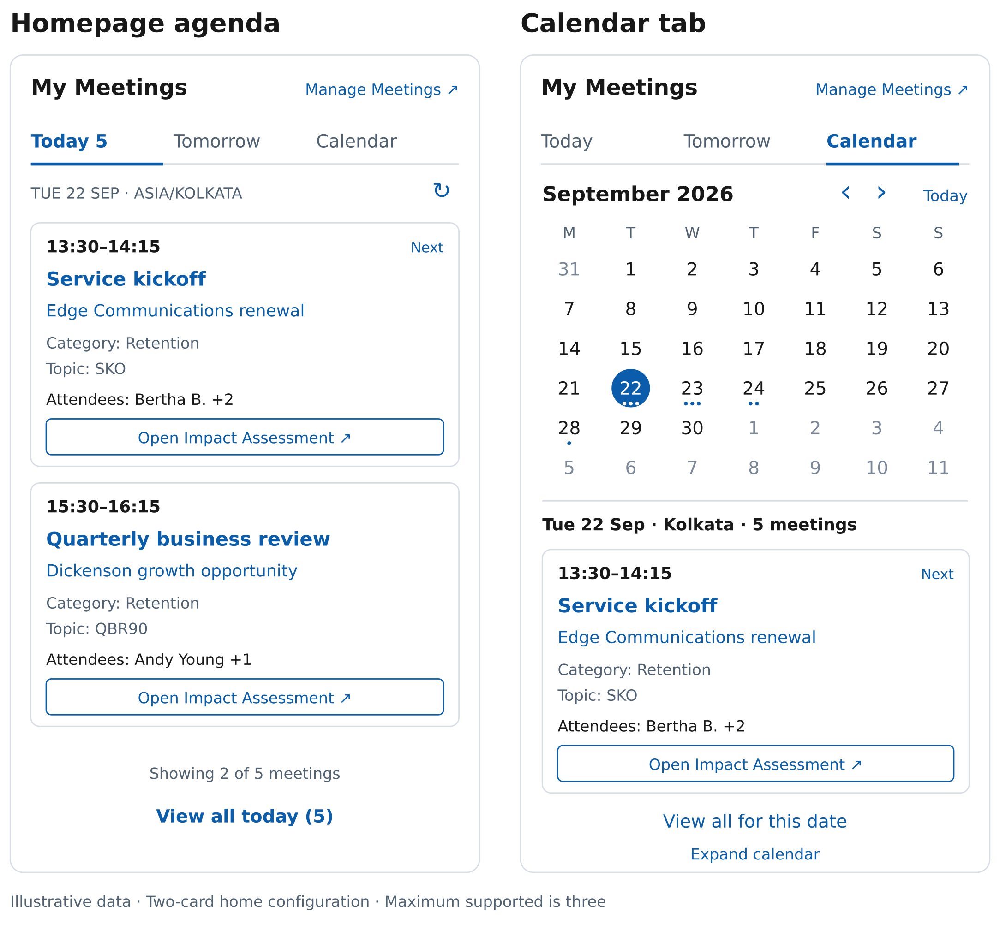 Homepage agenda
My Meetings
Manage Meetings ↗
Today 5 Tomorrow Calendar
TUE 22 SEP · ASIA/KOLKATA ↻
13:30–14:15 Next
Service kickoff
Edge Communications renewal
Category: Retention
Topic: SKO
Attendees: Bertha B. +2
Open Impact Assessment ↗
15:30–16:15
Quarterly business review
Dickenson growth opportunity
Category: Retention
Topic: QBR90
Attendees: Andy Young +1
Open Impact Assessment ↗
Showing 2 of 5 meetings
View all today (5)
Calendar tab
My Meetings
Manage Meetings ↗
Today Tomorrow Calendar
September 2026 ‹ › Today
M T W T F S S
31 1 2 3 4 5 6
7 8 9 10 11 12 13
14 15 16 17 18 19 20
21 22 23 24 25 26 27
28 29 30 1 2 3 4
5 6 7 8 9 10 11
Tue 22 Sep · Kolkata · 5 meetings
13:30–14:15 Next
Service kickoff
Edge Communications renewal
Category: Retention
Topic: SKO
Attendees: Bertha B. +2
Open Impact Assessment ↗
View all for this date
Expand calendar
Illustrative data · Two-card home configuration · Maximum supported is three